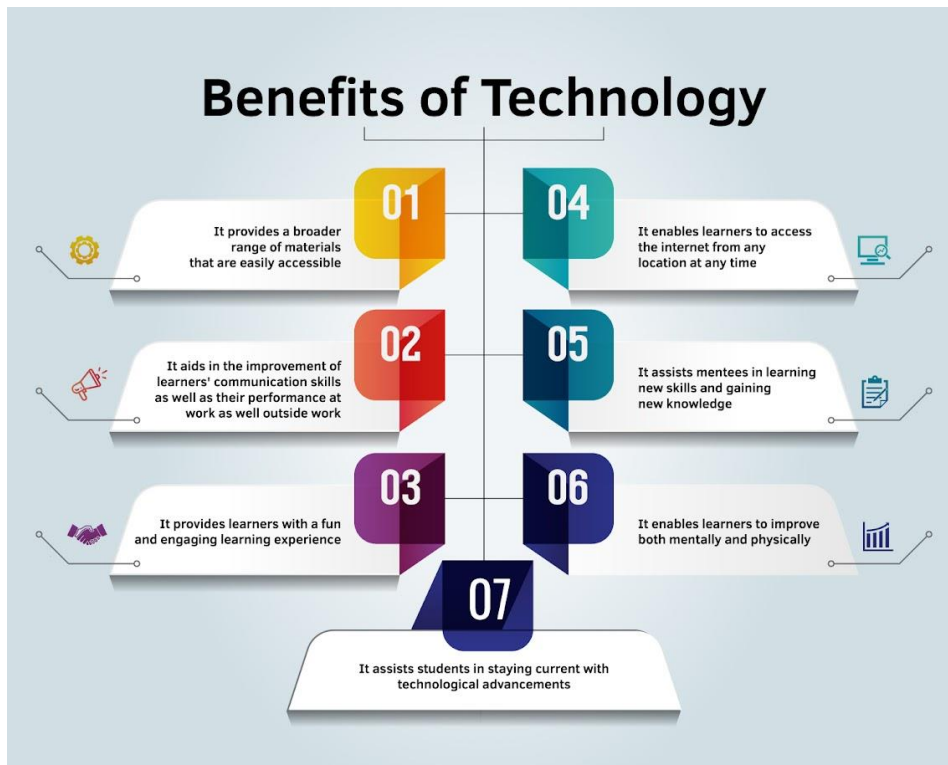 Benefits of Technology
01
It provides a broader
range of materials
that are easily accessible
02
It aids in the improvement of
learners' communication skills
as well as their performance at
work as well outside work
03
It provides learners with a fun
and engaging learning experience
04
It enables learners to access
the internet from any
location at any time
05
It assists mentees in learning
new skills and gaining
new knowledge
06
It enables learners to improve
both mentally and physically
07
It assists students in staying current with
technological advancements